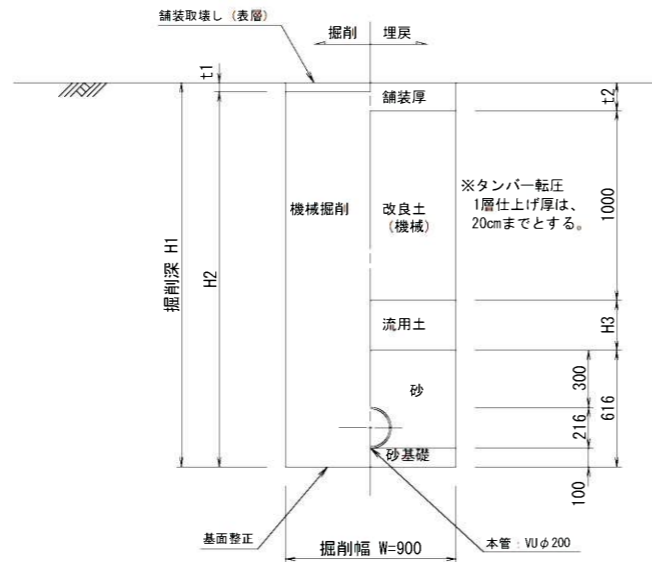 舗装取壊し（表層）
掘削
埋戻
t1
舗装厚
t2
機械掘削
改良土
（機械）
※タンパー転圧
1層仕上げ厚は、
20cmまでとする。
1000
掘削深 H1
H2
流用土
H3
砂
300
616
216
砂基礎
100
基面整正
掘削幅 W=900
本管：VUφ200